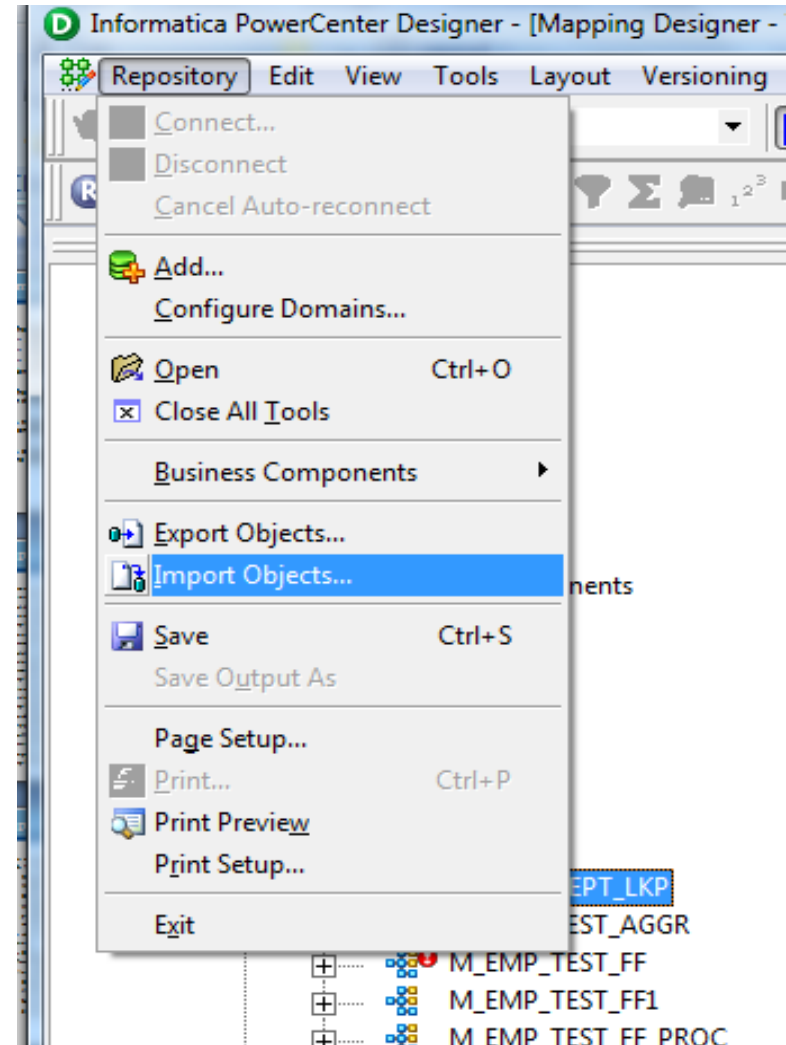 Informatica PowerCenter Designer - [Mapping Designer -
Repository Edit View Tools Layout Versioning
Connect...
Disconnect
Cancel Auto-reconnect
Add...
Configure Domains...
Open Ctrl+O
Close All Tools
Business Components
Export Objects...
Import Objects...
nents
Save Ctrl+S
Save Output As
Page Setup...
Print... Ctrl+P
Print Preview
Print Setup...
EPT_LKP
Exit
EST_AGGR
M_EMP_TEST_FF
M_EMP_TEST_FF1
M_EMP_TEST_FF_PROC